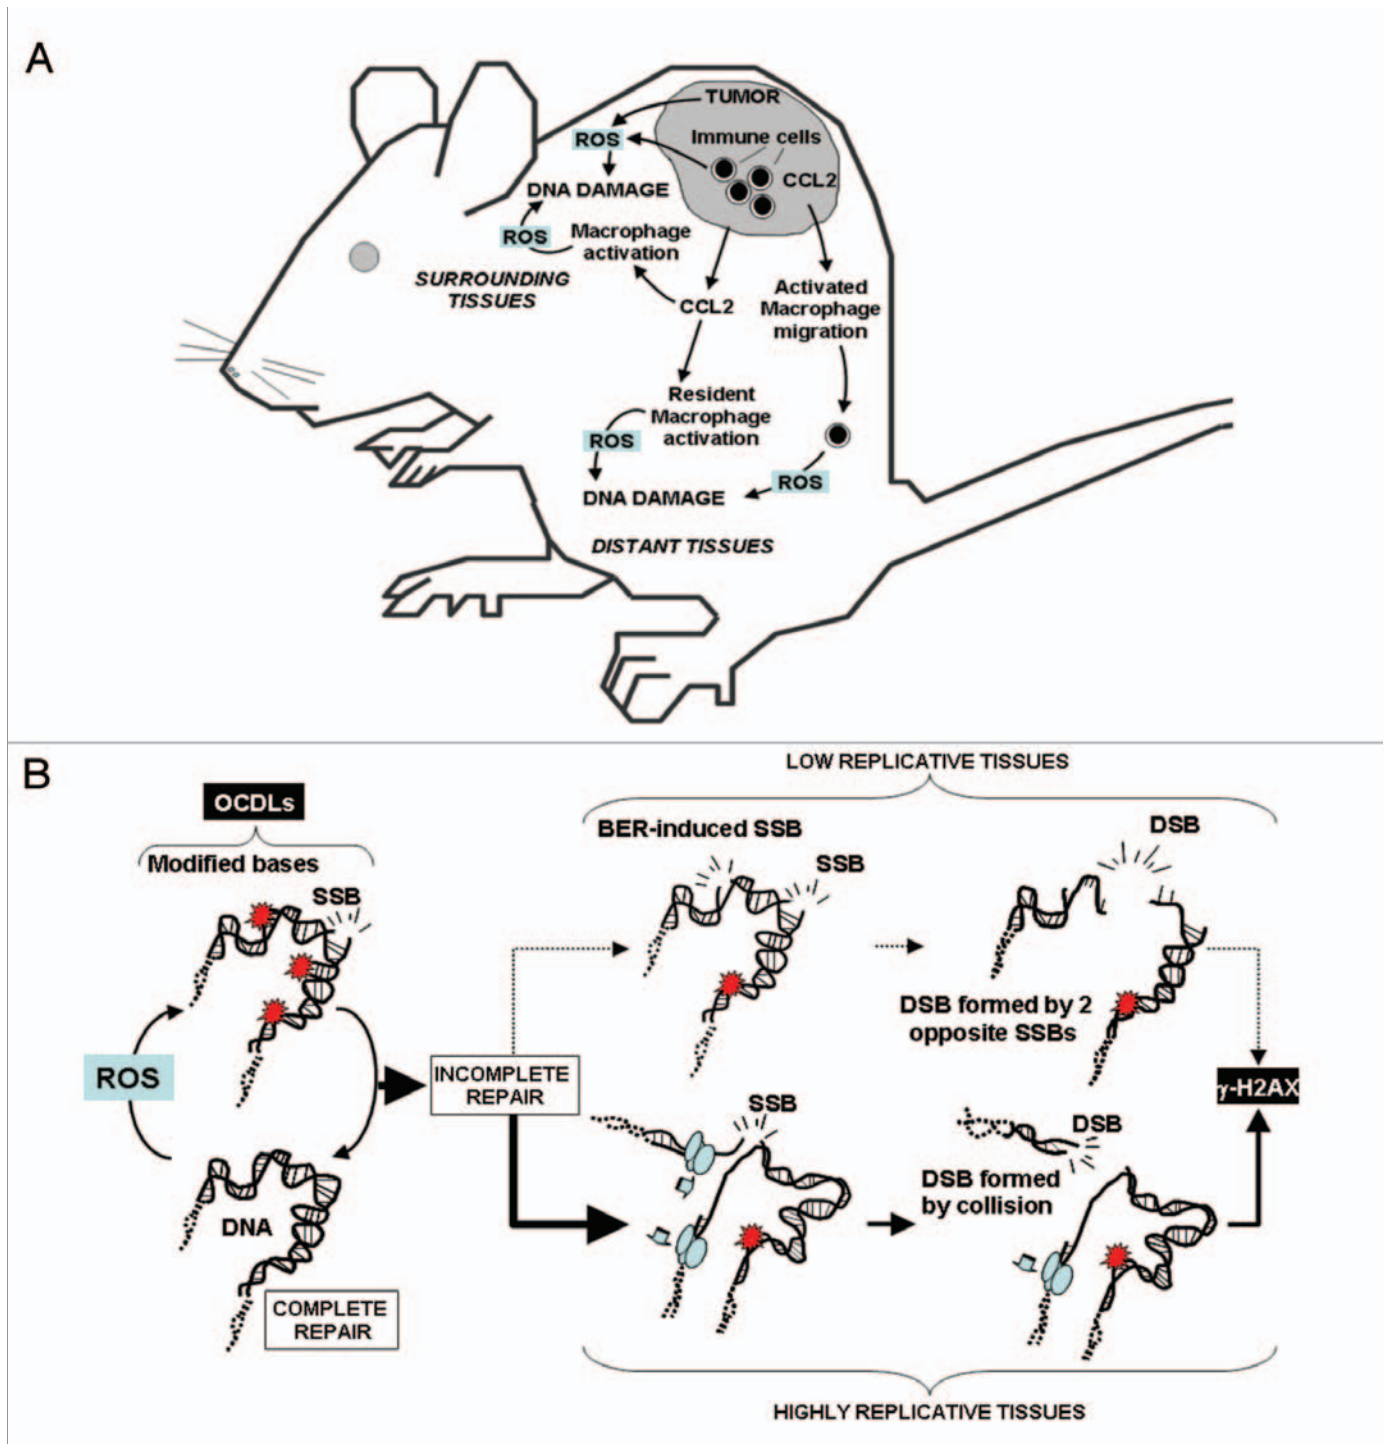 A
TUMOR
ROS
Immune cells
CCL2
DNA DAMAGE
ROS
Macrophage
activation
SURROUNDING
TISSUES
CCL2
Activated
Macrophage
migration
Resident
Macrophage
activation
ROS
ROS
DNA DAMAGE
DISTANT TISSUES
B
LOW REPLICATIVE TISSUES
OCDLs
Modified bases
SSB
BER-induced SSB
SSB
DSB
DSB formed by 2
opposite SSBs
ROS
INCOMPLETE
REPAIR
γ-H2AX
SSB
DSB
DSB formed
by collision
DNA
COMPLETE
REPAIR
HIGHLY REPLICATIVE TISSUES